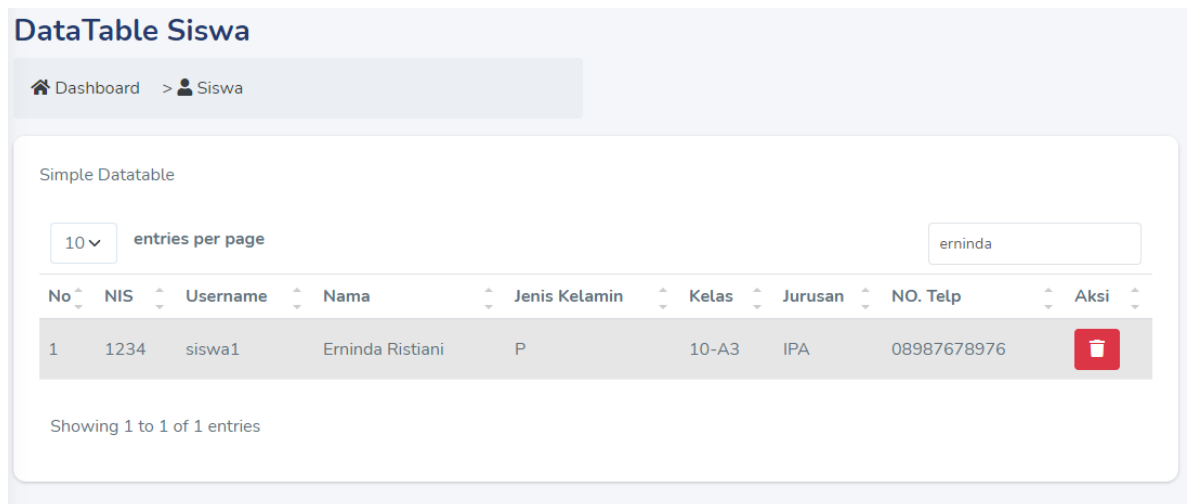 DataTable Siswa
Dashboard > Siswa
Simple Datatable
10 entries per page erninda
No NIS Username Nama Jenis Kelamin Kelas Jurusan NO. Telp Aksi
1 1234 siswa1 Erninda Ristiani P 10-A3 IPA 08987678976
Showing 1 to 1 of 1 entries